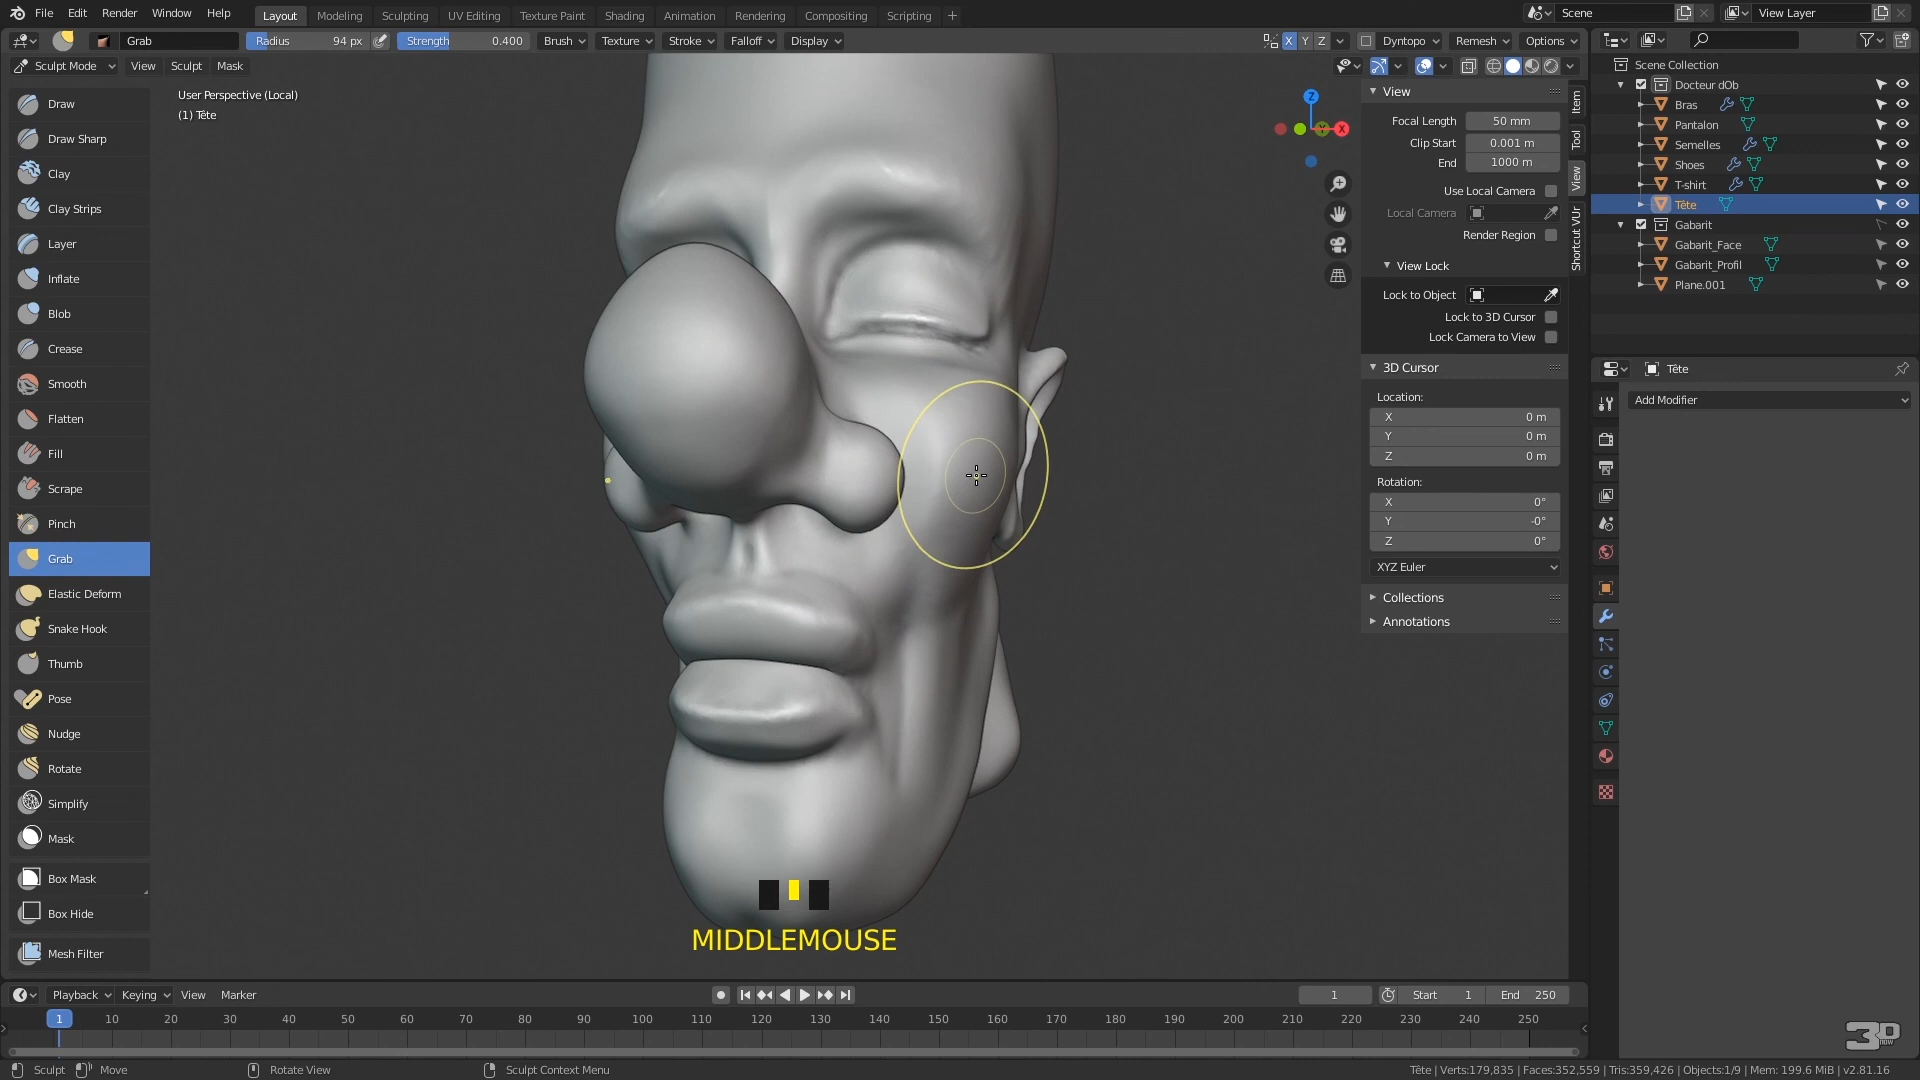 File Edit Render Window Help
Layout Modeling Sculpting UV Editing Texture Paint Shading Animation Rendering Compositing Scripting +
Scene View Layer
Grab Radius 94 px Strength 0.400 Brush Texture Stroke Falloff Display X Y Z Dyntopo Remesh Options
Sculpt Mode View Sculpt Mask
User Perspective (Local)
(1) Tête
Draw
Draw Sharp
Clay
Clay Strips
Layer
Inflate
Blob
Crease
Smooth
Flatten
Fill
Scrape
Pinch
Grab
Elastic Deform
Snake Hook
Thumb
Pose
Nudge
Rotate
Simplify
Mask
Box Mask
Box Hide
Mesh Filter
Z
Y
X
MIDDLEMOUSE
View
Focal Length 50 mm
Clip Start 0.001 m
End 1000 m
Use Local Camera
Local Camera
Render Region
View Lock
Lock to Object
Lock to 3D Cursor
Lock Camera to View
3D Cursor
Location:
X 0 m
Y 0 m
Z 0 m
Rotation:
X 0°
Y -0°
Z 0°
XYZ Euler
Collections
Annotations
Item
Tool
View
Shortcut VUr
Scene Collection
Docteur dOb
Bras
Pantalon
Semelles
Shoes
T-shirt
Tête
Gabarit
Gabarit_Face
Gabarit_Profil
Plane.001
Tête
Add Modifier
Playback Keying View Marker
1 Start 1 End 250
1 10 20 30 40 50 60 70 80 90 100 110 120 130 140 150 160 170 180 190 200 210 220 230 240 250
3D now
Sculpt Move Rotate View Sculpt Context Menu
Tête | Verts:179,835 | Faces:352,559 | Tris:359,426 | Objects:1/9 | Mem: 199.6 MiB | v2.81.16